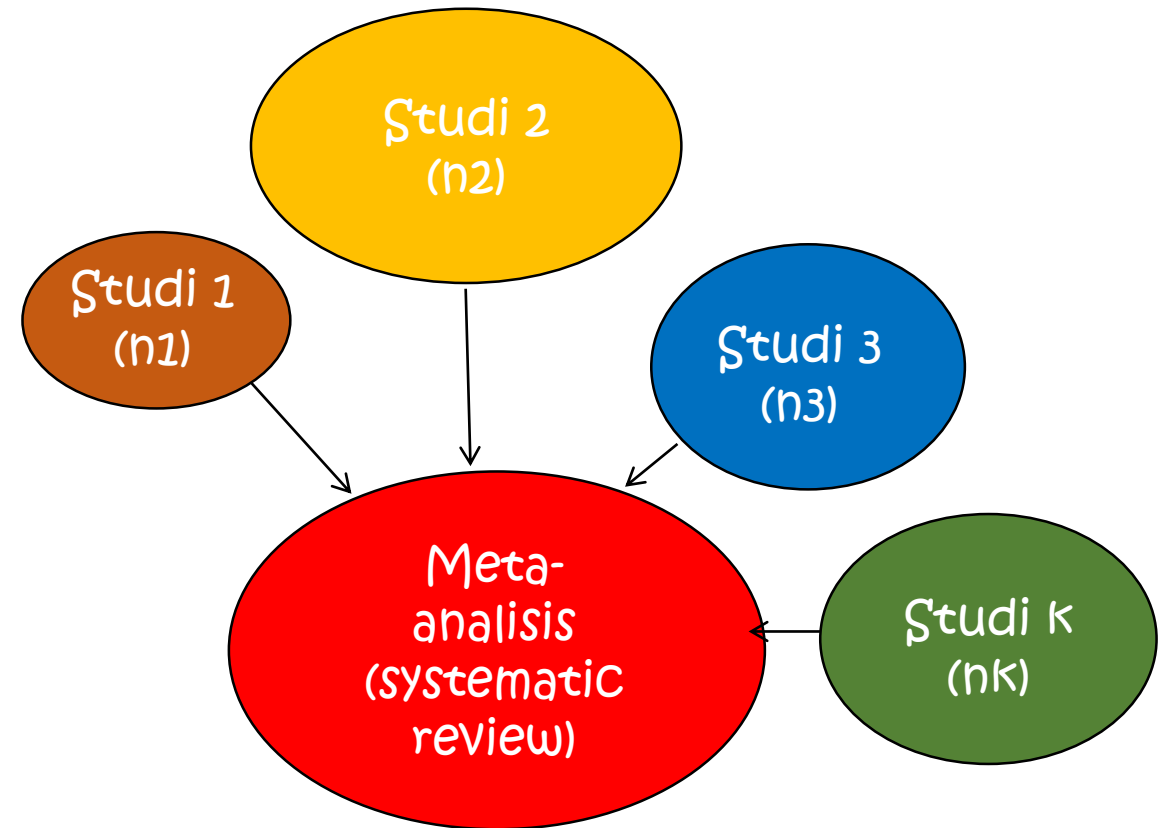 Studi 2
(n2)
Studi 1
(n1)
Studi 3
(n3)
Meta-
analisis
(systematic
review)
Studi k
(nk)